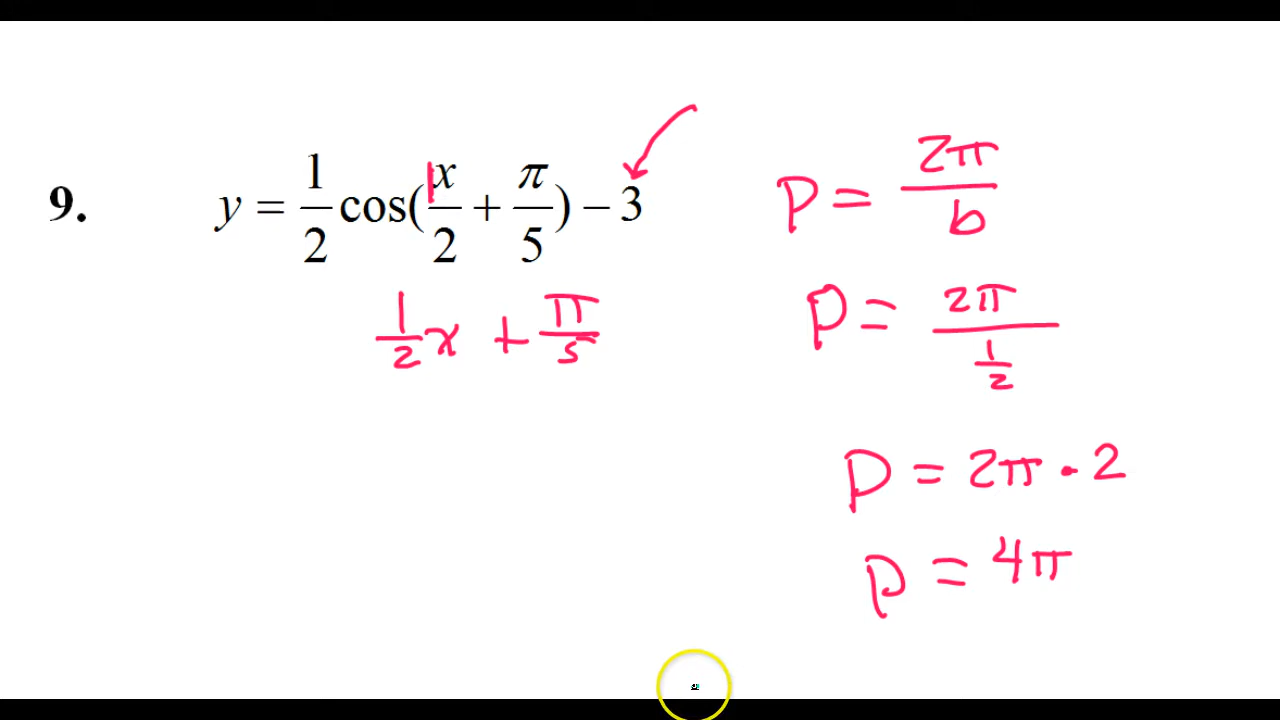 9. y = 1/2 cos(x/2 + π/5) − 3
1/2 x + π/5
P = 2π/b
P = 2π/(1/2)
P = 2π · 2
P = 4π